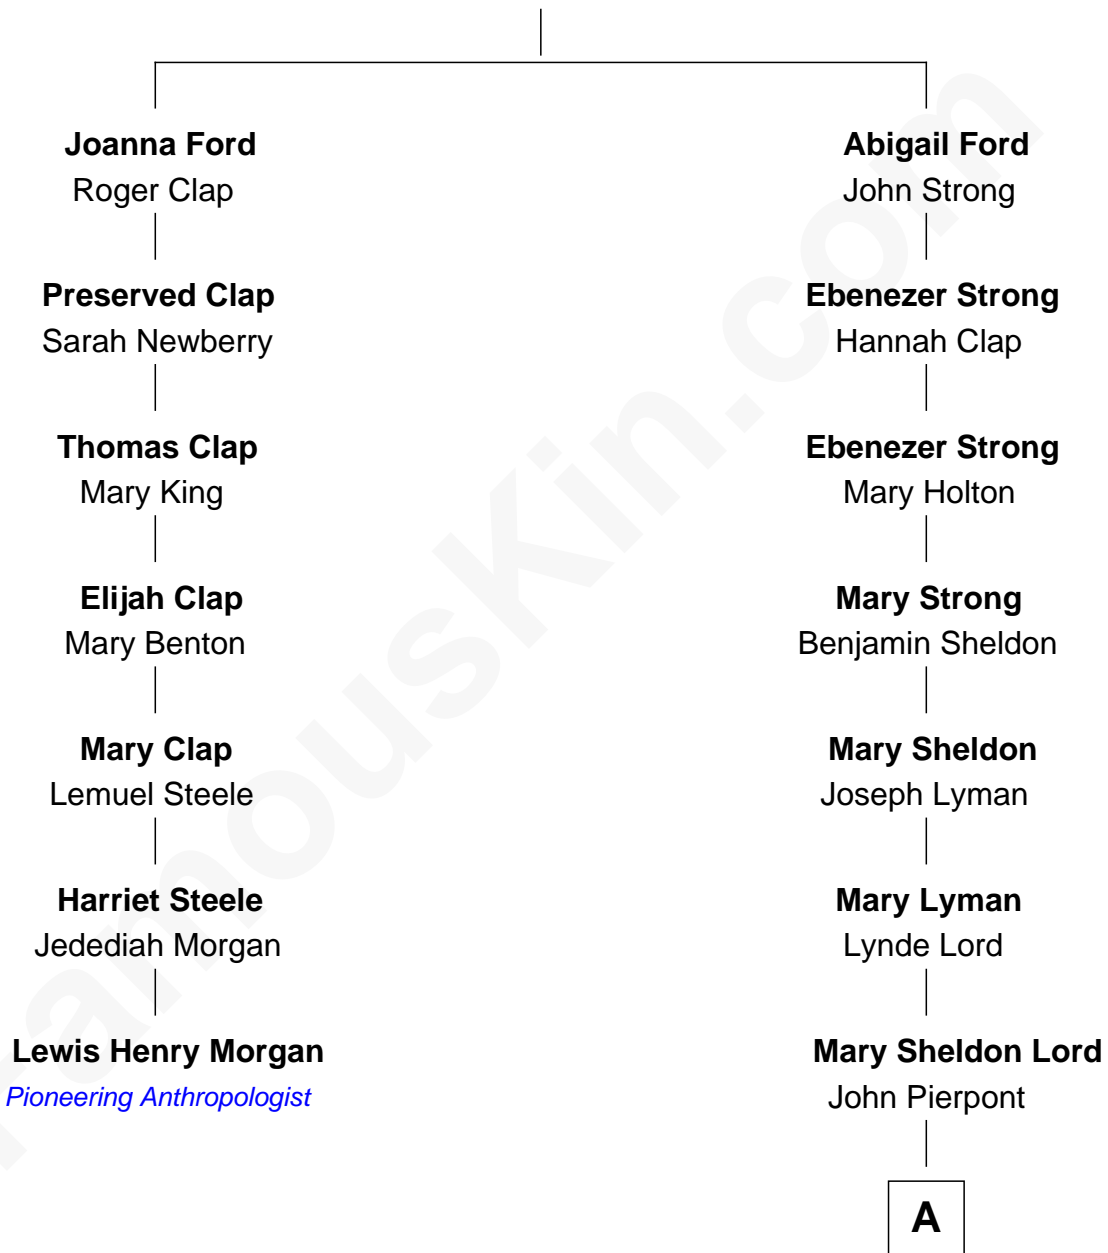 Joanna Ford
Roger Clap
Preserved Clap
Sarah Newberry
Thomas Clap
Mary King
Elijah Clap
Mary Benton
Mary Clap
Lemuel Steele
Harriet Steele
Jedediah Morgan
Lewis Henry Morgan
Pioneering Anthropologist
Abigail Ford
John Strong
Ebenezer Strong
Hannah Clap
Ebenezer Strong
Mary Holton
Mary Strong
Benjamin Sheldon
Mary Sheldon
Joseph Lyman
Mary Lyman
Lynde Lord
Mary Sheldon Lord
John Pierpont
A
FamousKin.com